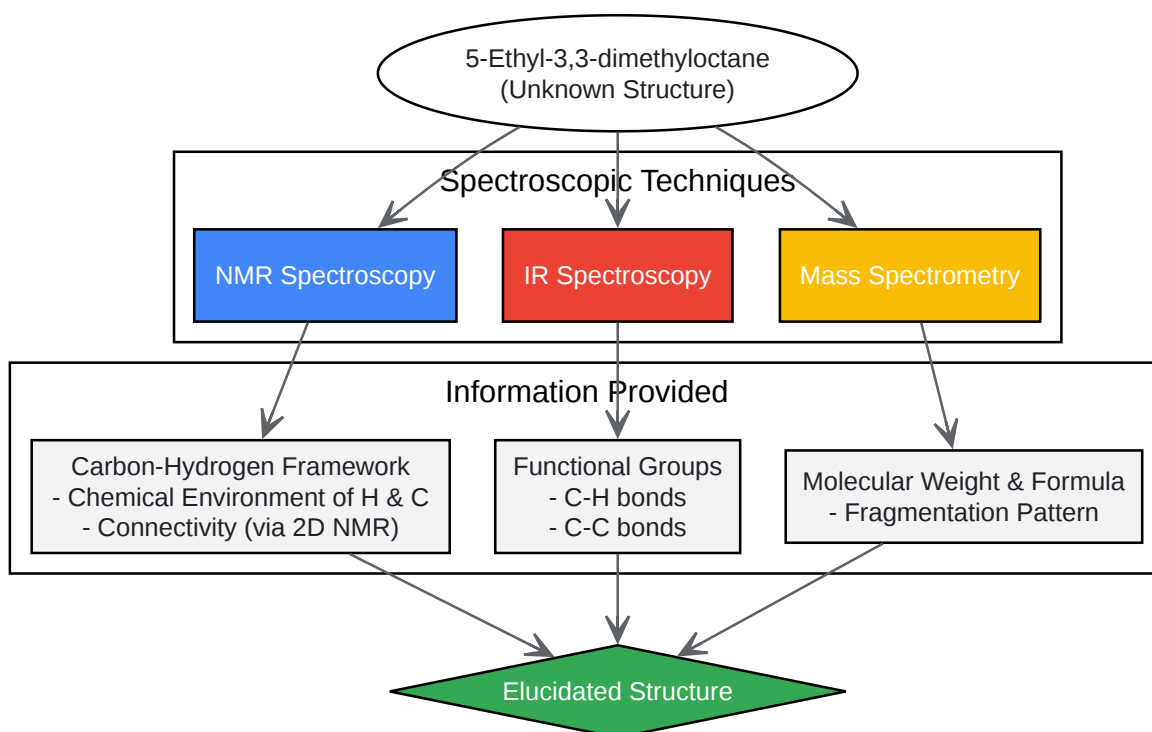 5-Ethyl-3,3-dimethyloctane
(Unknown Structure)
Spectroscopic Techniques
NMR Spectroscopy
IR Spectroscopy
Mass Spectrometry
Information Provided
Carbon-Hydrogen Framework
- Chemical Environment of H & C
- Connectivity (via 2D NMR)
Functional Groups
- C-H bonds
- C-C bonds
Molecular Weight & Formula
- Fragmentation Pattern
Elucidated Structure